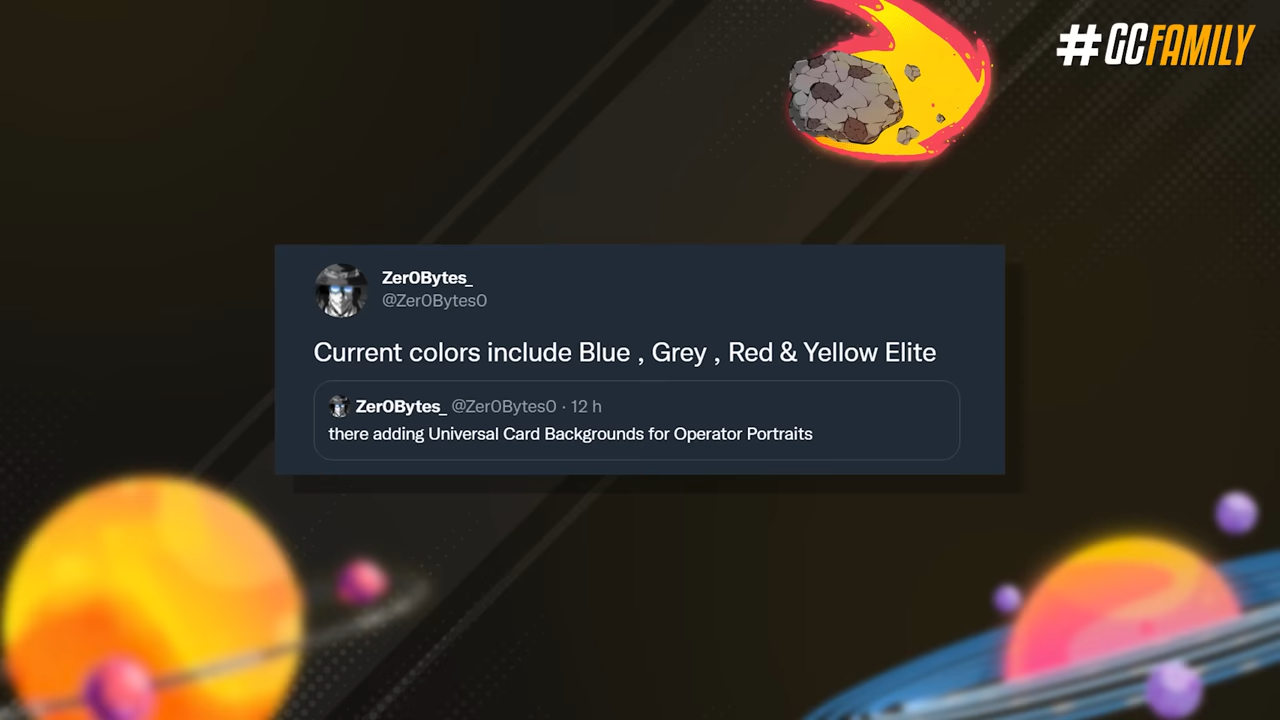 #GCFAMILY
Zer0Bytes_
@Zer0Bytes0
Current colors include Blue , Grey , Red & Yellow Elite
Zer0Bytes_ @Zer0Bytes0 · 12 h
there adding Universal Card Backgrounds for Operator Portraits